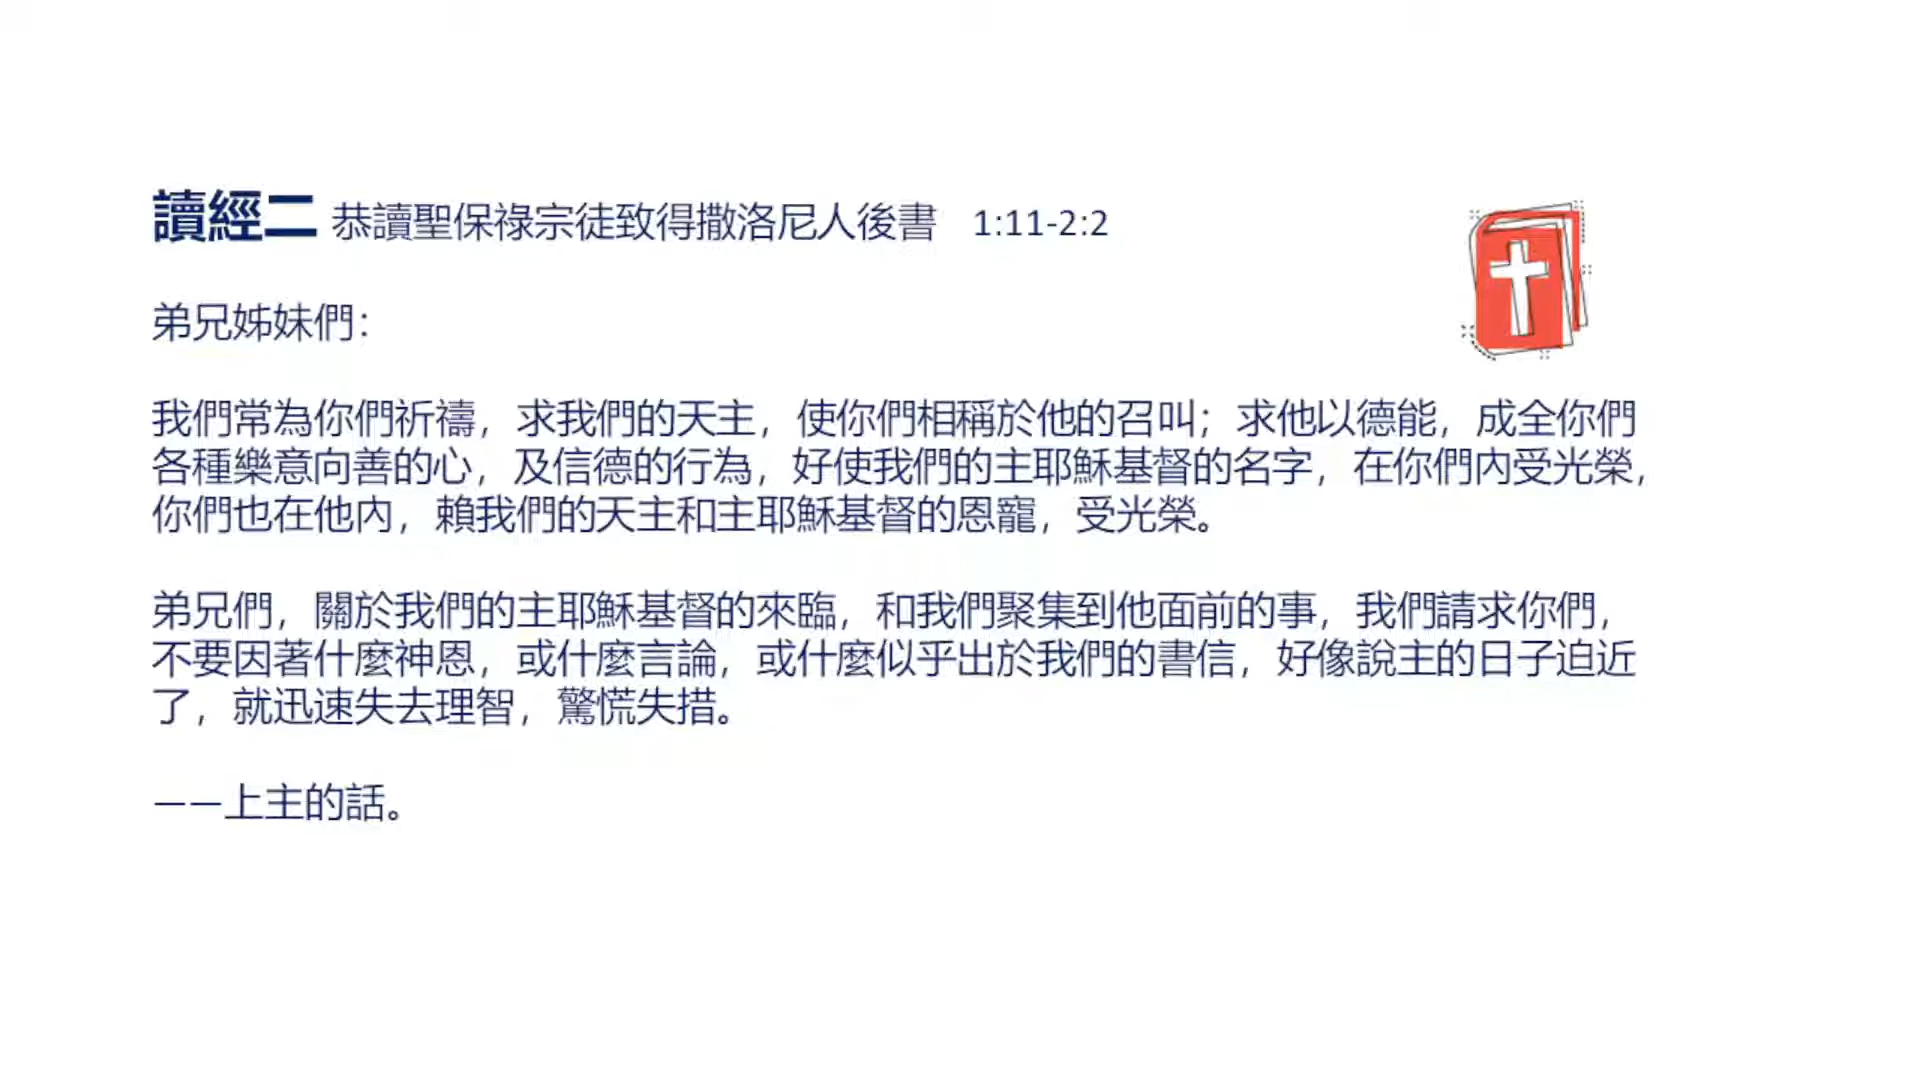 讀經二 恭讀聖保祿宗徒致得撒洛尼人後書 1:11-2:2
弟兄姊妹們：
我們常為你們祈禱，求我們的天主，使你們相稱於他的召叫；求他以德能，成全你們
各種樂意向善的心，及信德的行為，好使我們的主耶穌基督的名字，在你們內受光榮，
你們也在他內，賴我們的天主和主耶穌基督的恩寵，受光榮。
弟兄們，關於我們的主耶穌基督的來臨，和我們聚集到他面前的事，我們請求你們，
不要因著什麼神恩，或什麼言論，或什麼似乎出於我們的書信，好像說主的日子迫近
了，就迅速失去理智，驚慌失措。
——上主的話。